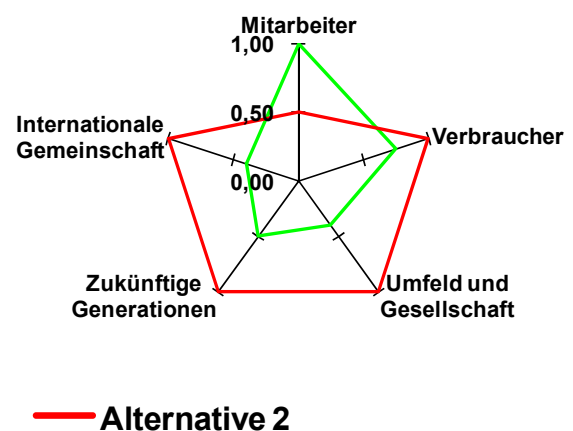 Mitarbeiter
1,00
0,50
0,00
Verbraucher
Internationale
Gemeinschaft
Zukünftige
Generationen
Umfeld und
Gesellschaft
Alternative 2